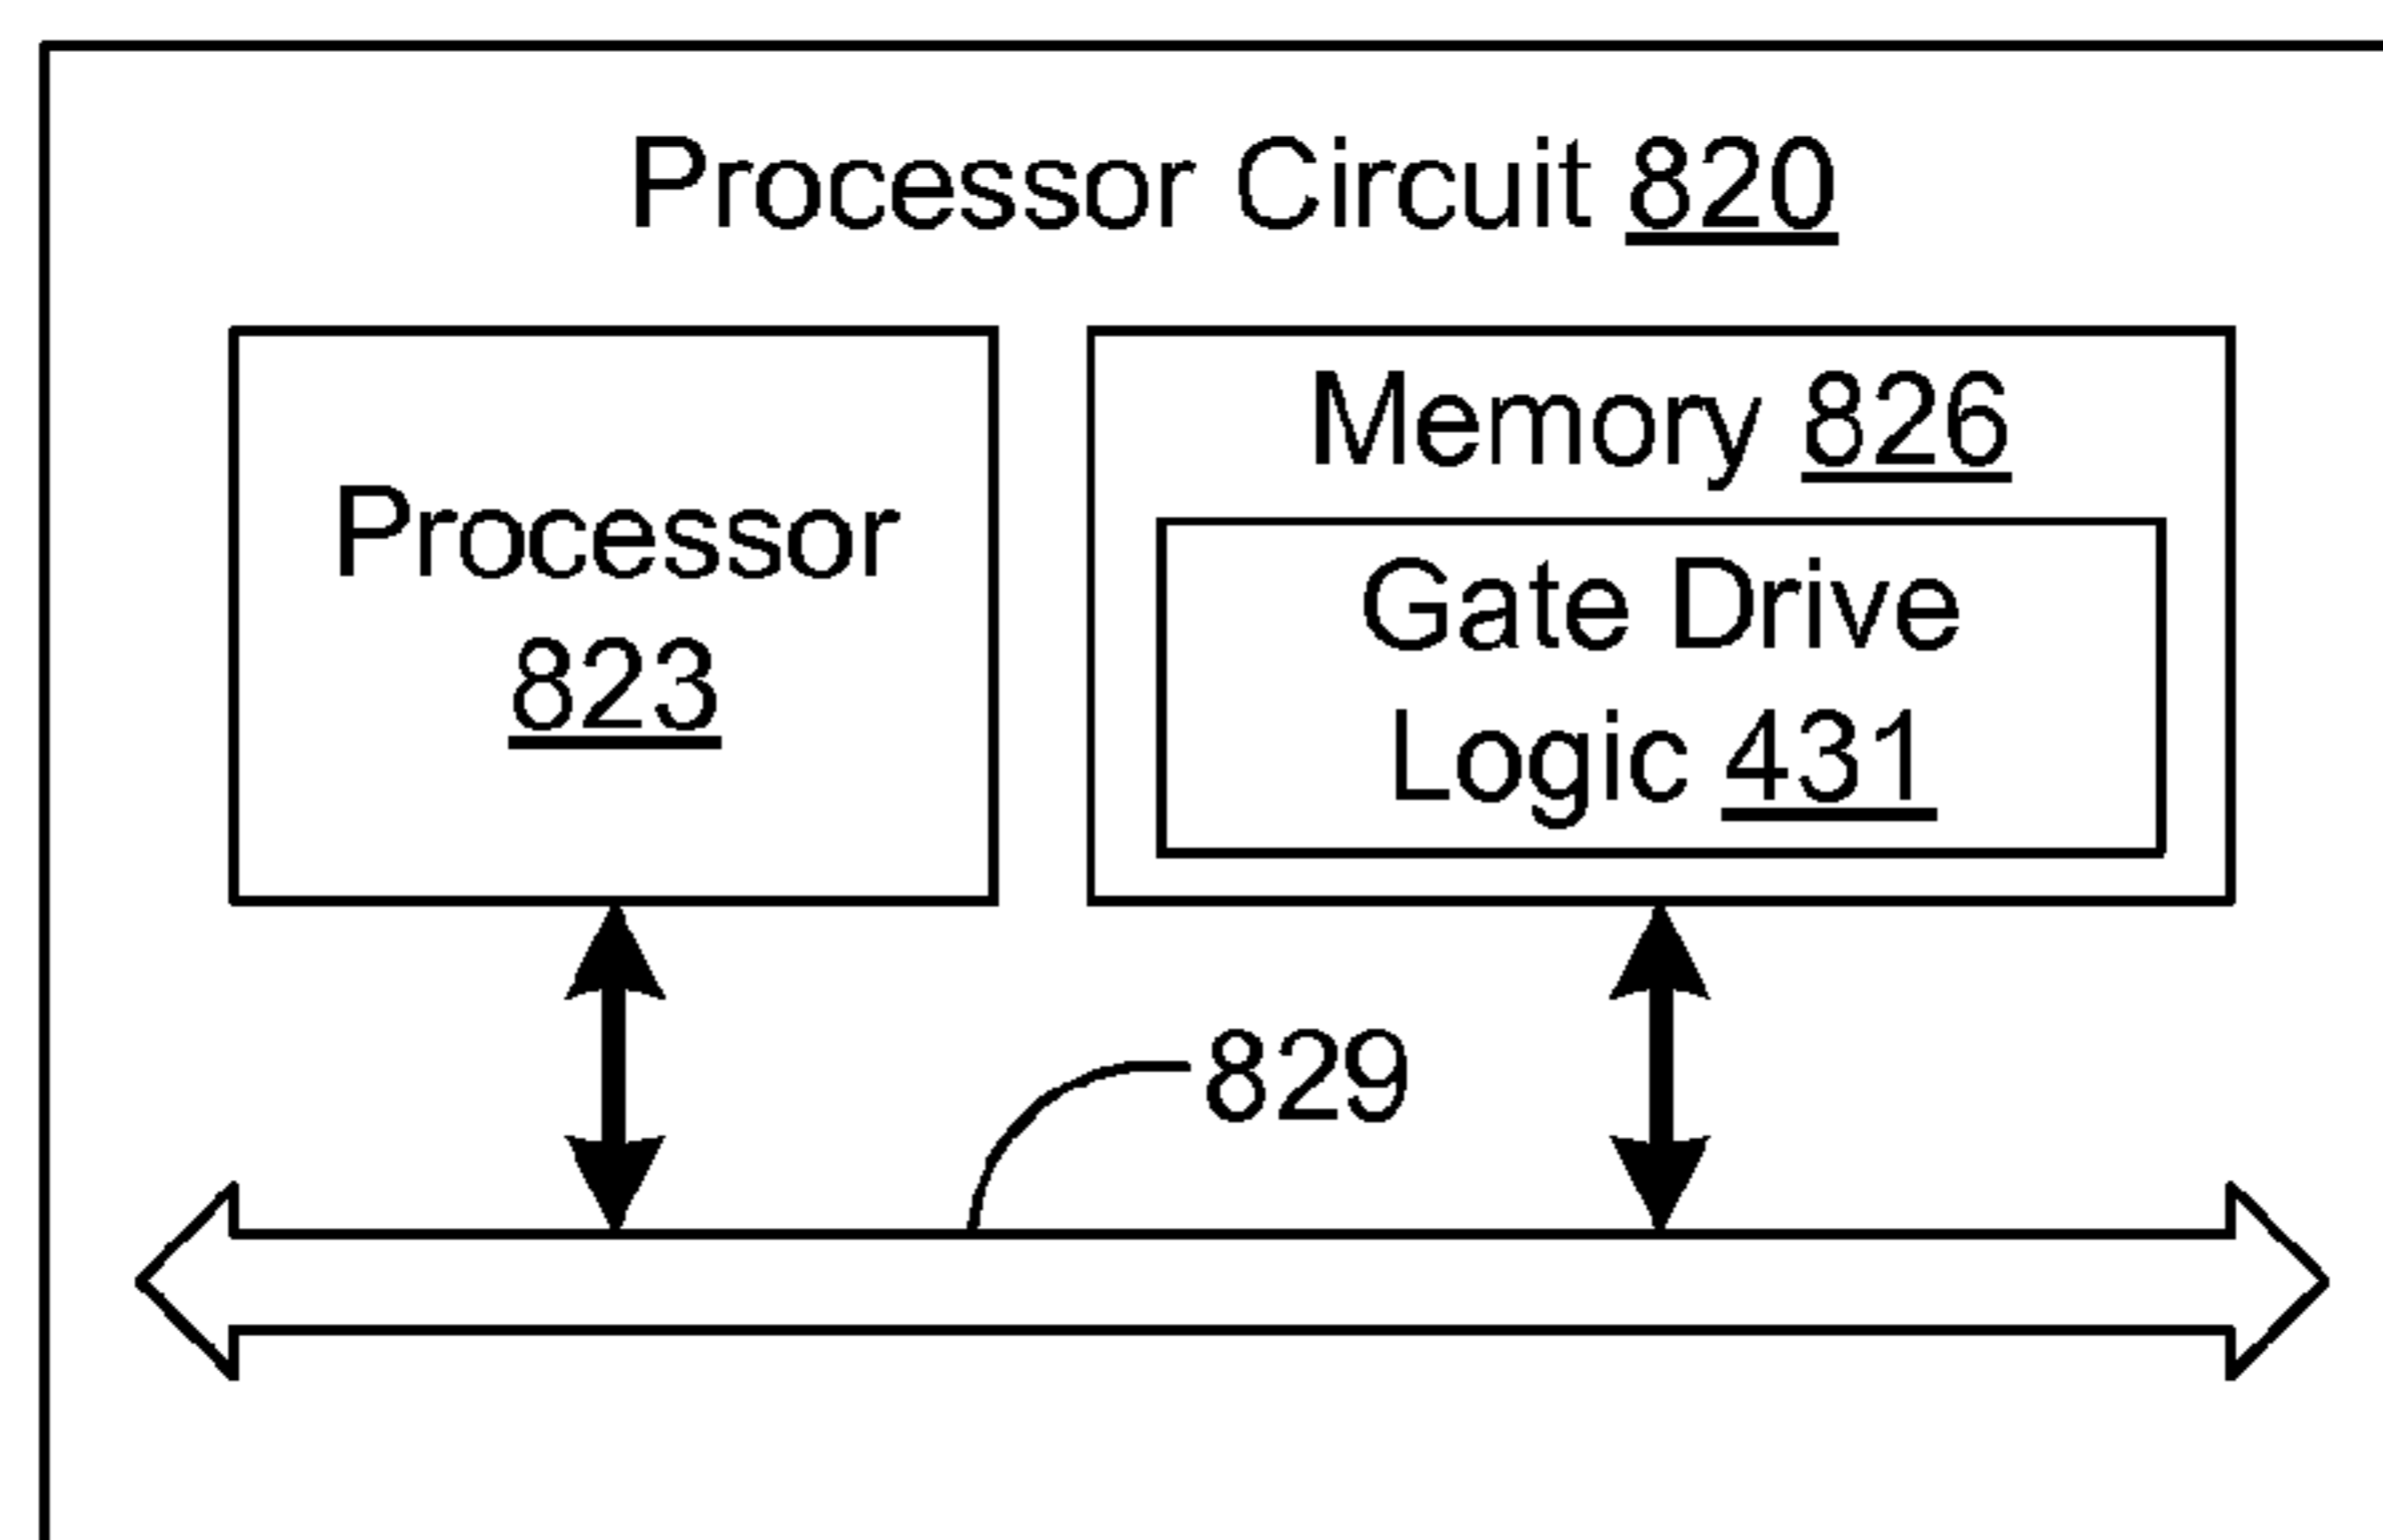 Processor Circuit 820
Processor
823
Memory 826
Gate Drive
Logic 431
829